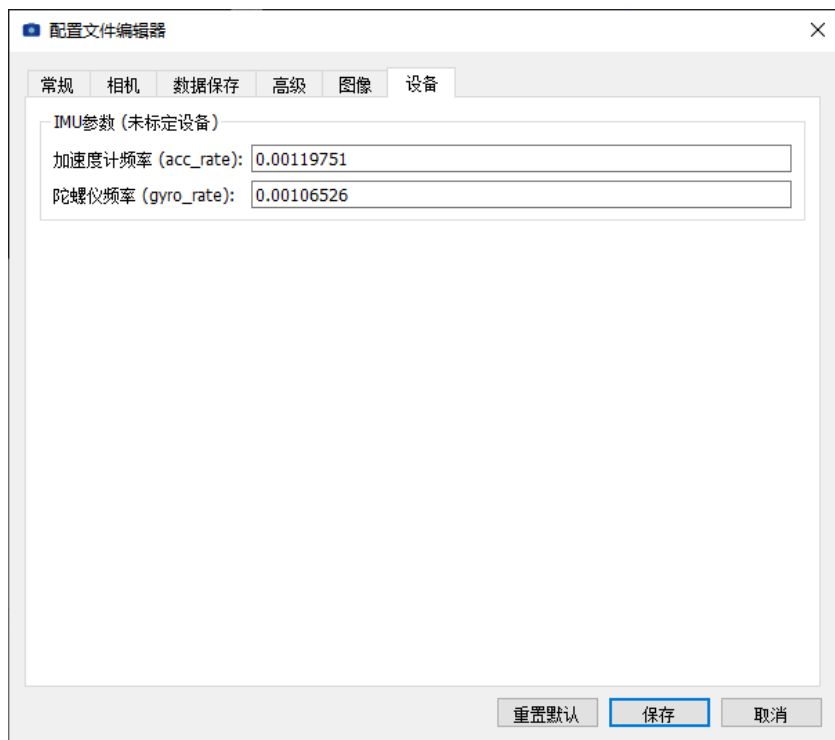 配置文件编辑器
常规 相机 数据保存 高级 图像 设备
IMU参数 (未标定设备)
加速度计频率 (acc_rate): 0.00119751
陀螺仪频率 (gyro_rate): 0.00106526
重置默认 保存 取消